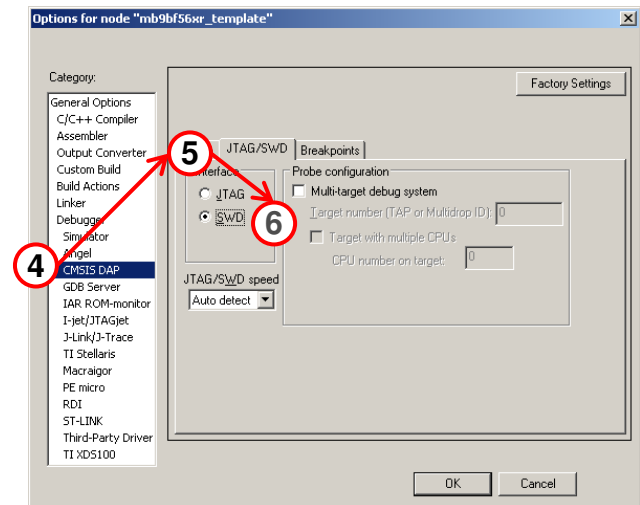 Options for node "mb9bf56xr_template"
Category:
Factory Settings
General Options
C/C++ Compiler
Assembler
Output Converter
Custom Build
Build Actions
Linker
Debugger
Simulator
Angel
CMSIS DAP
GDB Server
IAR ROM-monitor
I-jet/JTAGjet
J-Link/J-Trace
TI Stellaris
Macraigor
PE micro
RDI
ST-LINK
Third-Party Driver
TI XDS100
4
5
6
JTAG/SWD
Breakpoints
Interface
JTAG
SWD
JTAG/SWD speed
Auto detect
Probe configuration
Multi-target debug system
Target number (TAP or Multidrop ID):
0
Target with multiple CPUs
CPU number on target:
0
OK
Cancel